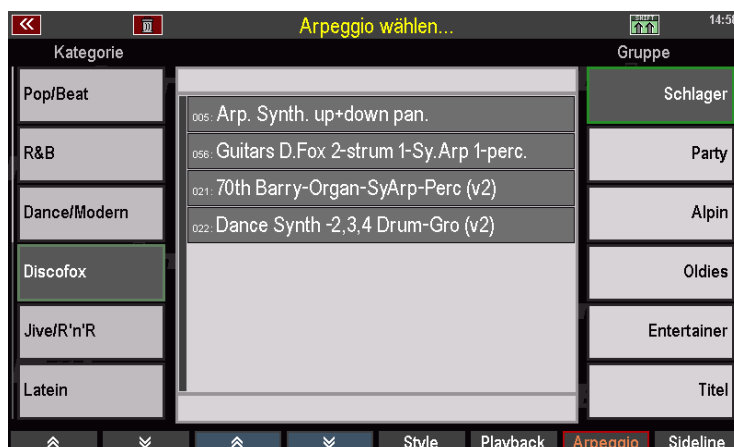 Arpeggio wählen...
SHIFT
14:58
Kategorie
Gruppe
Pop/Beat
R&B
Dance/Modern
Discofox
Jive/R'n'R
Latein
005: Arp. Synth. up+down pan.
056: Guitars D.Fox 2-strum 1-Sy.Arp 1-perc.
021: 70th Barry-Organ-SyArp-Perc (v2)
022: Dance Synth -2,3,4 Drum-Gro (v2)
Schlager
Party
Alpin
Oldies
Entertainer
Titel
Style
Playback
Arpeggio
Sideline